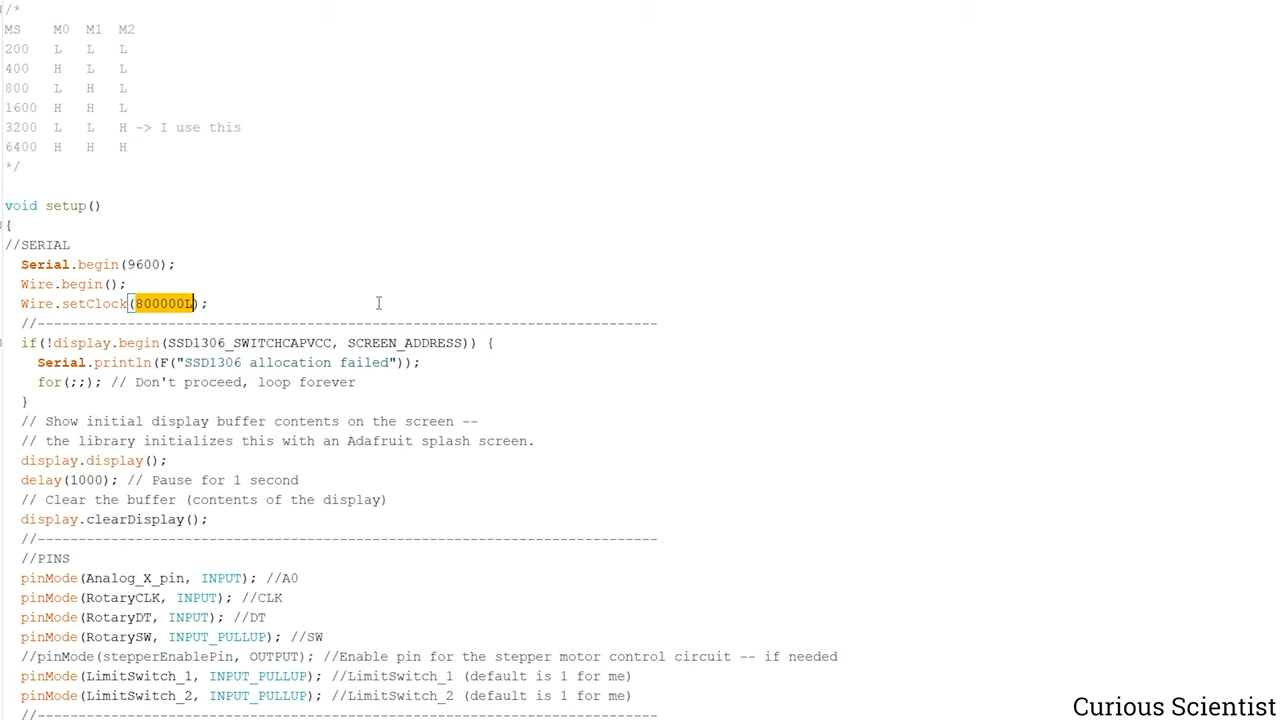 /*
MS M0 M1 M2
200 L L L
400 H L L
800 L H L
1600 H H L
3200 L L H -> I use this
6400 H H H
*/
void setup()
{
//SERIAL
Serial.begin(9600);
Wire.begin();
Wire.setClock(800000L);
//----------------------------------------------------------------------------
if(!display.begin(SSD1306_SWITCHCAPVCC, SCREEN_ADDRESS)) {
Serial.println(F("SSD1306 allocation failed"));
for(;;); // Don't proceed, loop forever
}
// Show initial display buffer contents on the screen --
// the library initializes this with an Adafruit splash screen.
display.display();
delay(1000); // Pause for 1 second
// Clear the buffer (contents of the display)
display.clearDisplay();
//----------------------------------------------------------------------------
//PINS
pinMode(Analog_X_pin, INPUT); //A0
pinMode(RotaryCLK, INPUT); //CLK
pinMode(RotaryDT, INPUT); //DT
pinMode(RotarySW, INPUT_PULLUP); //SW
//pinMode(stepperEnablePin, OUTPUT); //Enable pin for the stepper motor control circuit -- if needed
pinMode(LimitSwitch_1, INPUT_PULLUP); //LimitSwitch_1 (default is 1 for me)
pinMode(LimitSwitch_2, INPUT_PULLUP); //LimitSwitch_2 (default is 1 for me)
//----------------------------------------------------------------------------
Curious Scientist